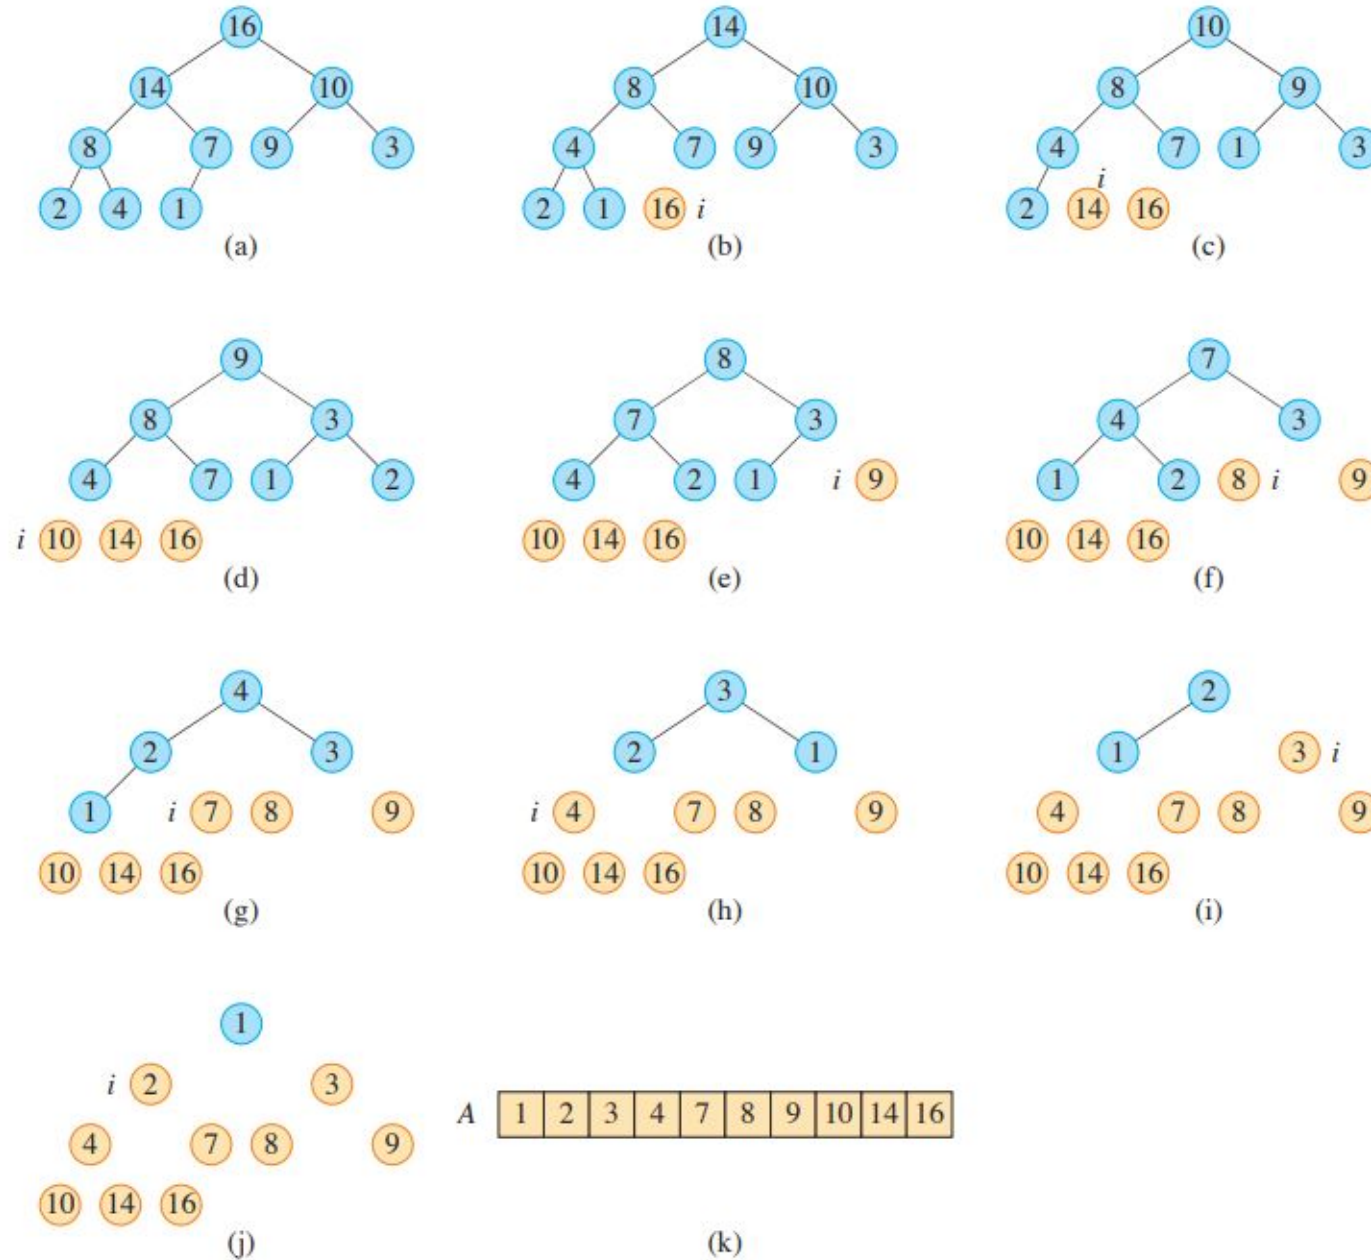 16 14 10
14 10 8 10 8 9
8 7 9 3 4 7 9 3 4 7 1 3
i
2 4 1 2 1 16 i 2 14 16
(a) (b) (c)
9 8 7
8 3 7 3 4 3
4 7 1 2 4 2 1 i 9 1 2 8 i 9
i 10 14 16 10 14 16 10 14 16
(d) (e) (f)
4 3 2
2 3 2 1 1 3 i
1 i 7 8 9 i 4 7 8 9 4 7 8 9
10 14 16 10 14 16 10 14 16
(g) (h) (i)
1
i 2 3
A 1 2 3 4 7 8 9 10 14 16
4 7 8 9
10 14 16
(j) (k)